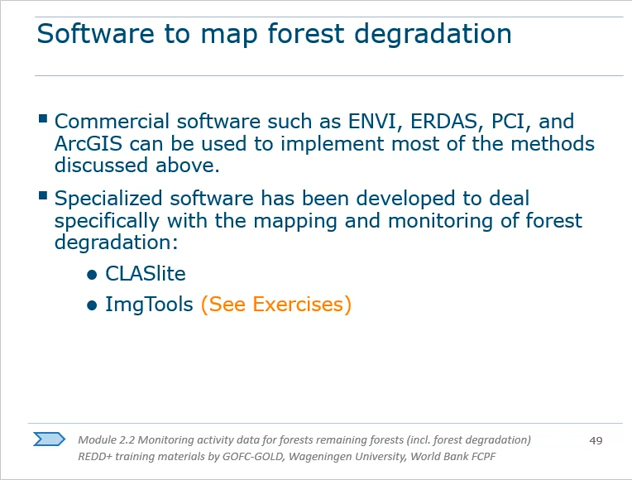 Software to map forest degradation
Commercial software such as ENVI, ERDAS, PCI, and
ArcGIS can be used to implement most of the methods
discussed above.
Specialized software has been developed to deal
specifically with the mapping and monitoring of forest
degradation:
CLASlite
ImgTools (See Exercises)
Module 2.2 Monitoring activity data for forests remaining forests (incl. forest degradation)
REDD+ training materials by GOFC-GOLD, Wageningen University, World Bank FCPF
49